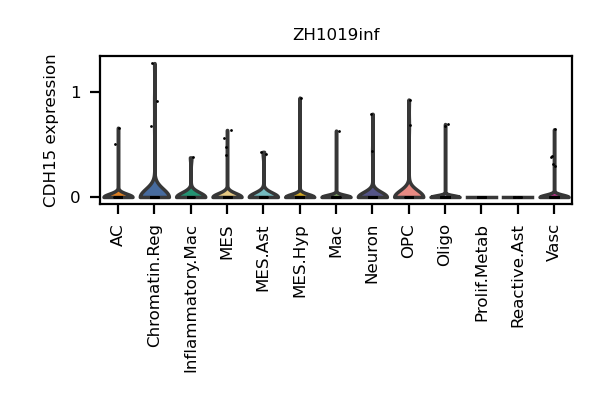 ZH1019inf
CDH15 expression
1
0
AC
Chromatin.Reg
Inflammatory.Mac
MES
MES.Ast
MES.Hyp
Mac
Neuron
OPC
Oligo
Prolif.Metab
Reactive.Ast
Vasc